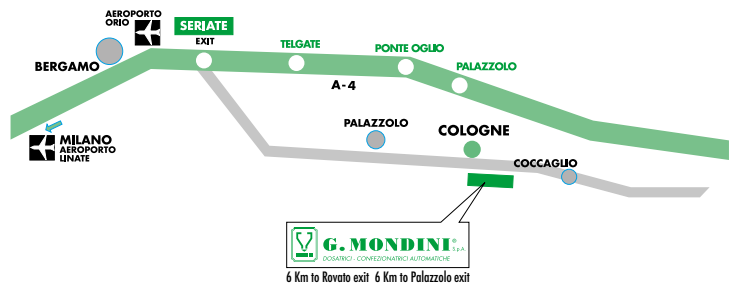 AEROPORTO
ORIO
SERIATE
EXIT
TELGATE
PONTE OGLIO
PALAZZOLO
BERGAMO
A-4
MILANO
AEROPORTO
LINATE
PALAZZOLO
COLOGNE
COCCAGLIO
G. MONDINI® S.p.A.
DOSATRICI - CONFEZIONATRICI AUTOMATICHE
6 Km to Rovato exit 6 Km to Palazzolo exit